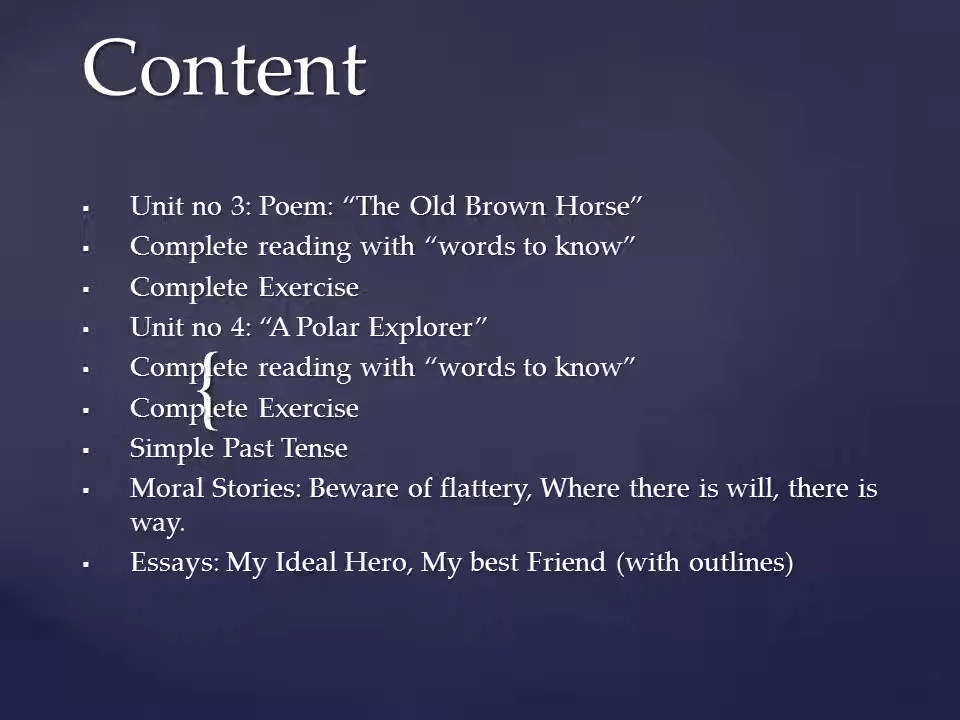 Content
▪ Unit no 3: Poem: “The Old Brown Horse”
▪ Complete reading with “words to know”
▪ Complete Exercise
▪ Unit no 4: “A Polar Explorer”
▪ Complete reading with “words to know”
▪ Complete Exercise
{
▪ Simple Past Tense
▪ Moral Stories: Beware of flattery, Where there is will, there is
way.
▪ Essays: My Ideal Hero, My best Friend (with outlines)